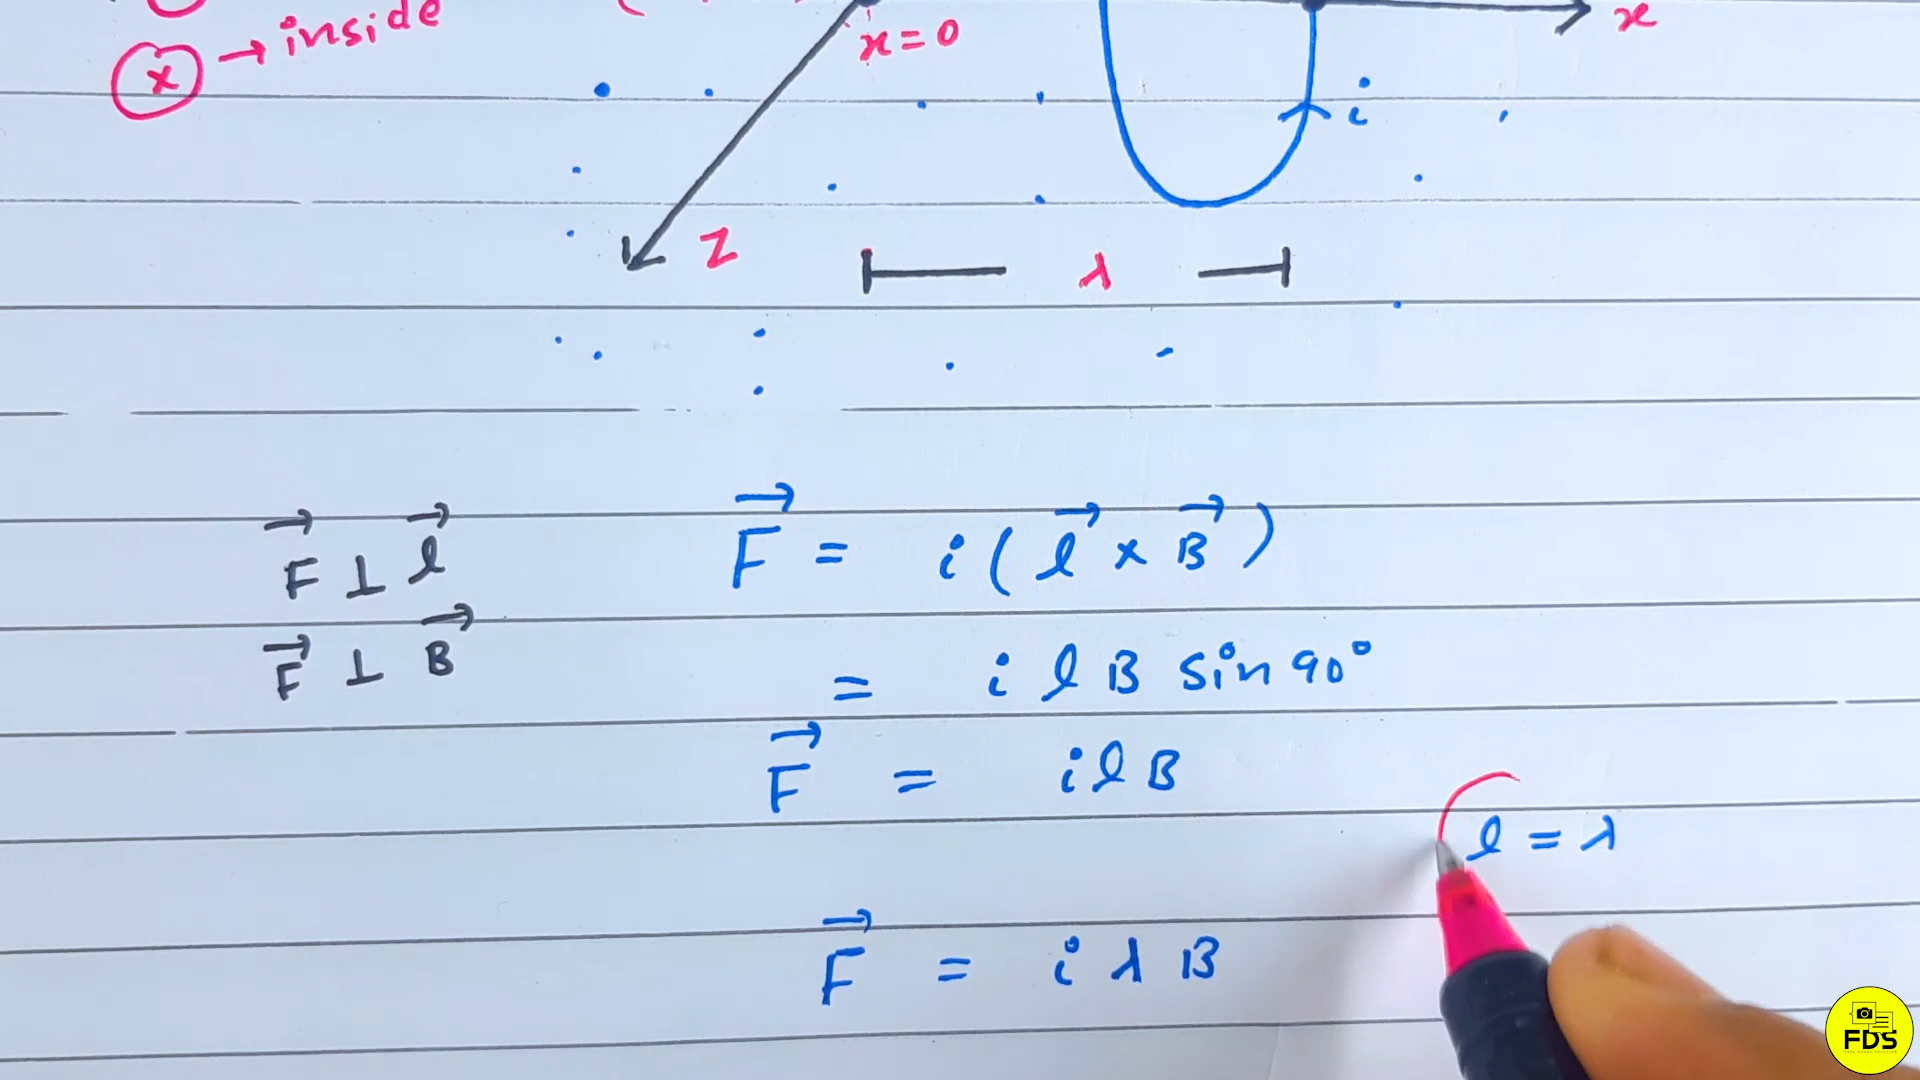 x → inside
x = 0
x
i
Z
λ
F⃗ ⊥ l⃗
F⃗ = i ( l⃗ × B⃗ )
F⃗ ⊥ B⃗
= i l B sin 90°
F⃗ = i l B
l = λ
F⃗ = i λ B
FDS